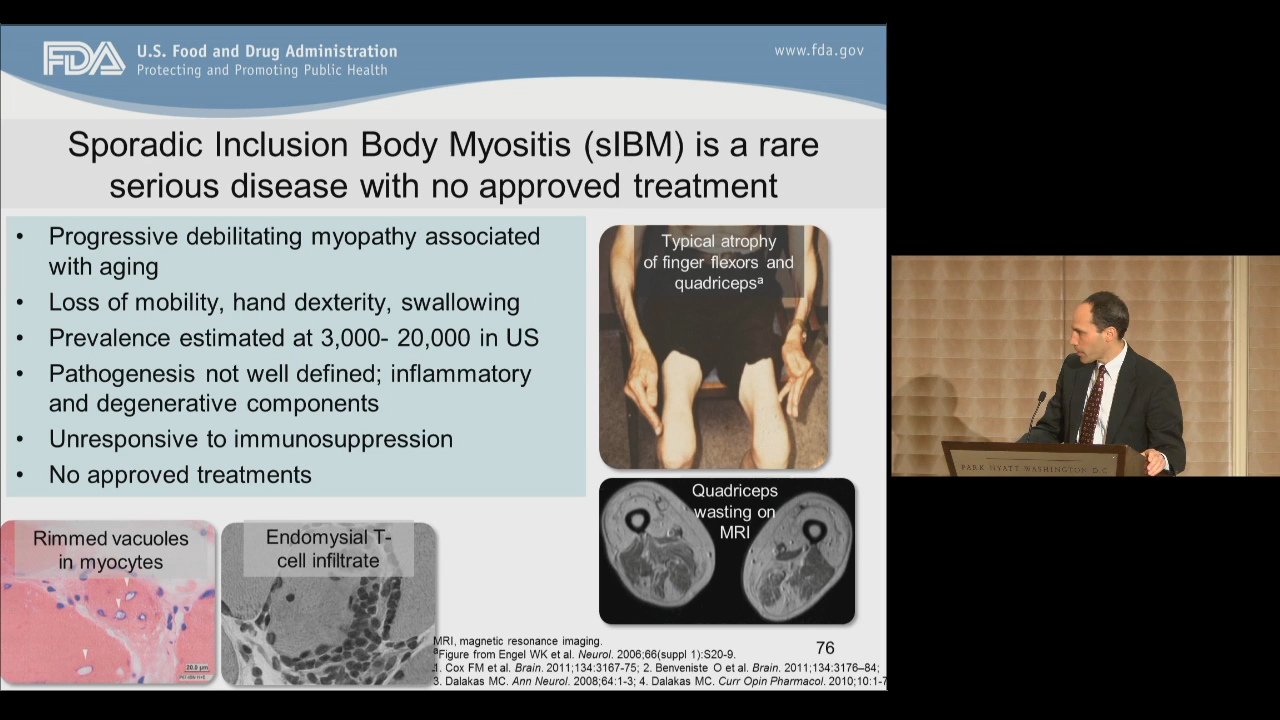 FDA
U.S. Food and Drug Administration
Protecting and Promoting Public Health
www.fda.gov
Sporadic Inclusion Body Myositis (sIBM) is a rare
serious disease with no approved treatment
• Progressive debilitating myopathy associated
with aging
• Loss of mobility, hand dexterity, swallowing
• Prevalence estimated at 3,000- 20,000 in US
• Pathogenesis not well defined; inflammatory
and degenerative components
• Unresponsive to immunosuppression
• No approved treatments
Typical atrophy
of finger flexors and
quadricepsᵃ
Quadriceps
wasting on
MRI
Rimmed vacuoles
in myocytes
20.0 µm
Endomysial T-
cell infiltrate
MRI, magnetic resonance imaging.
ᵃFigure from Engel WK et al. Neurol. 2006;66(suppl 1):S20-9.
1. Cox FM et al. Brain. 2011;134:3167-75; 2. Benveniste O et al. Brain. 2011;134:3176–84;
3. Dalakas MC. Ann Neurol. 2008;64:1-3; 4. Dalakas MC. Curr Opin Pharmacol. 2010;10:1-7
76
PARK HYATT WASHINGTON D.C.